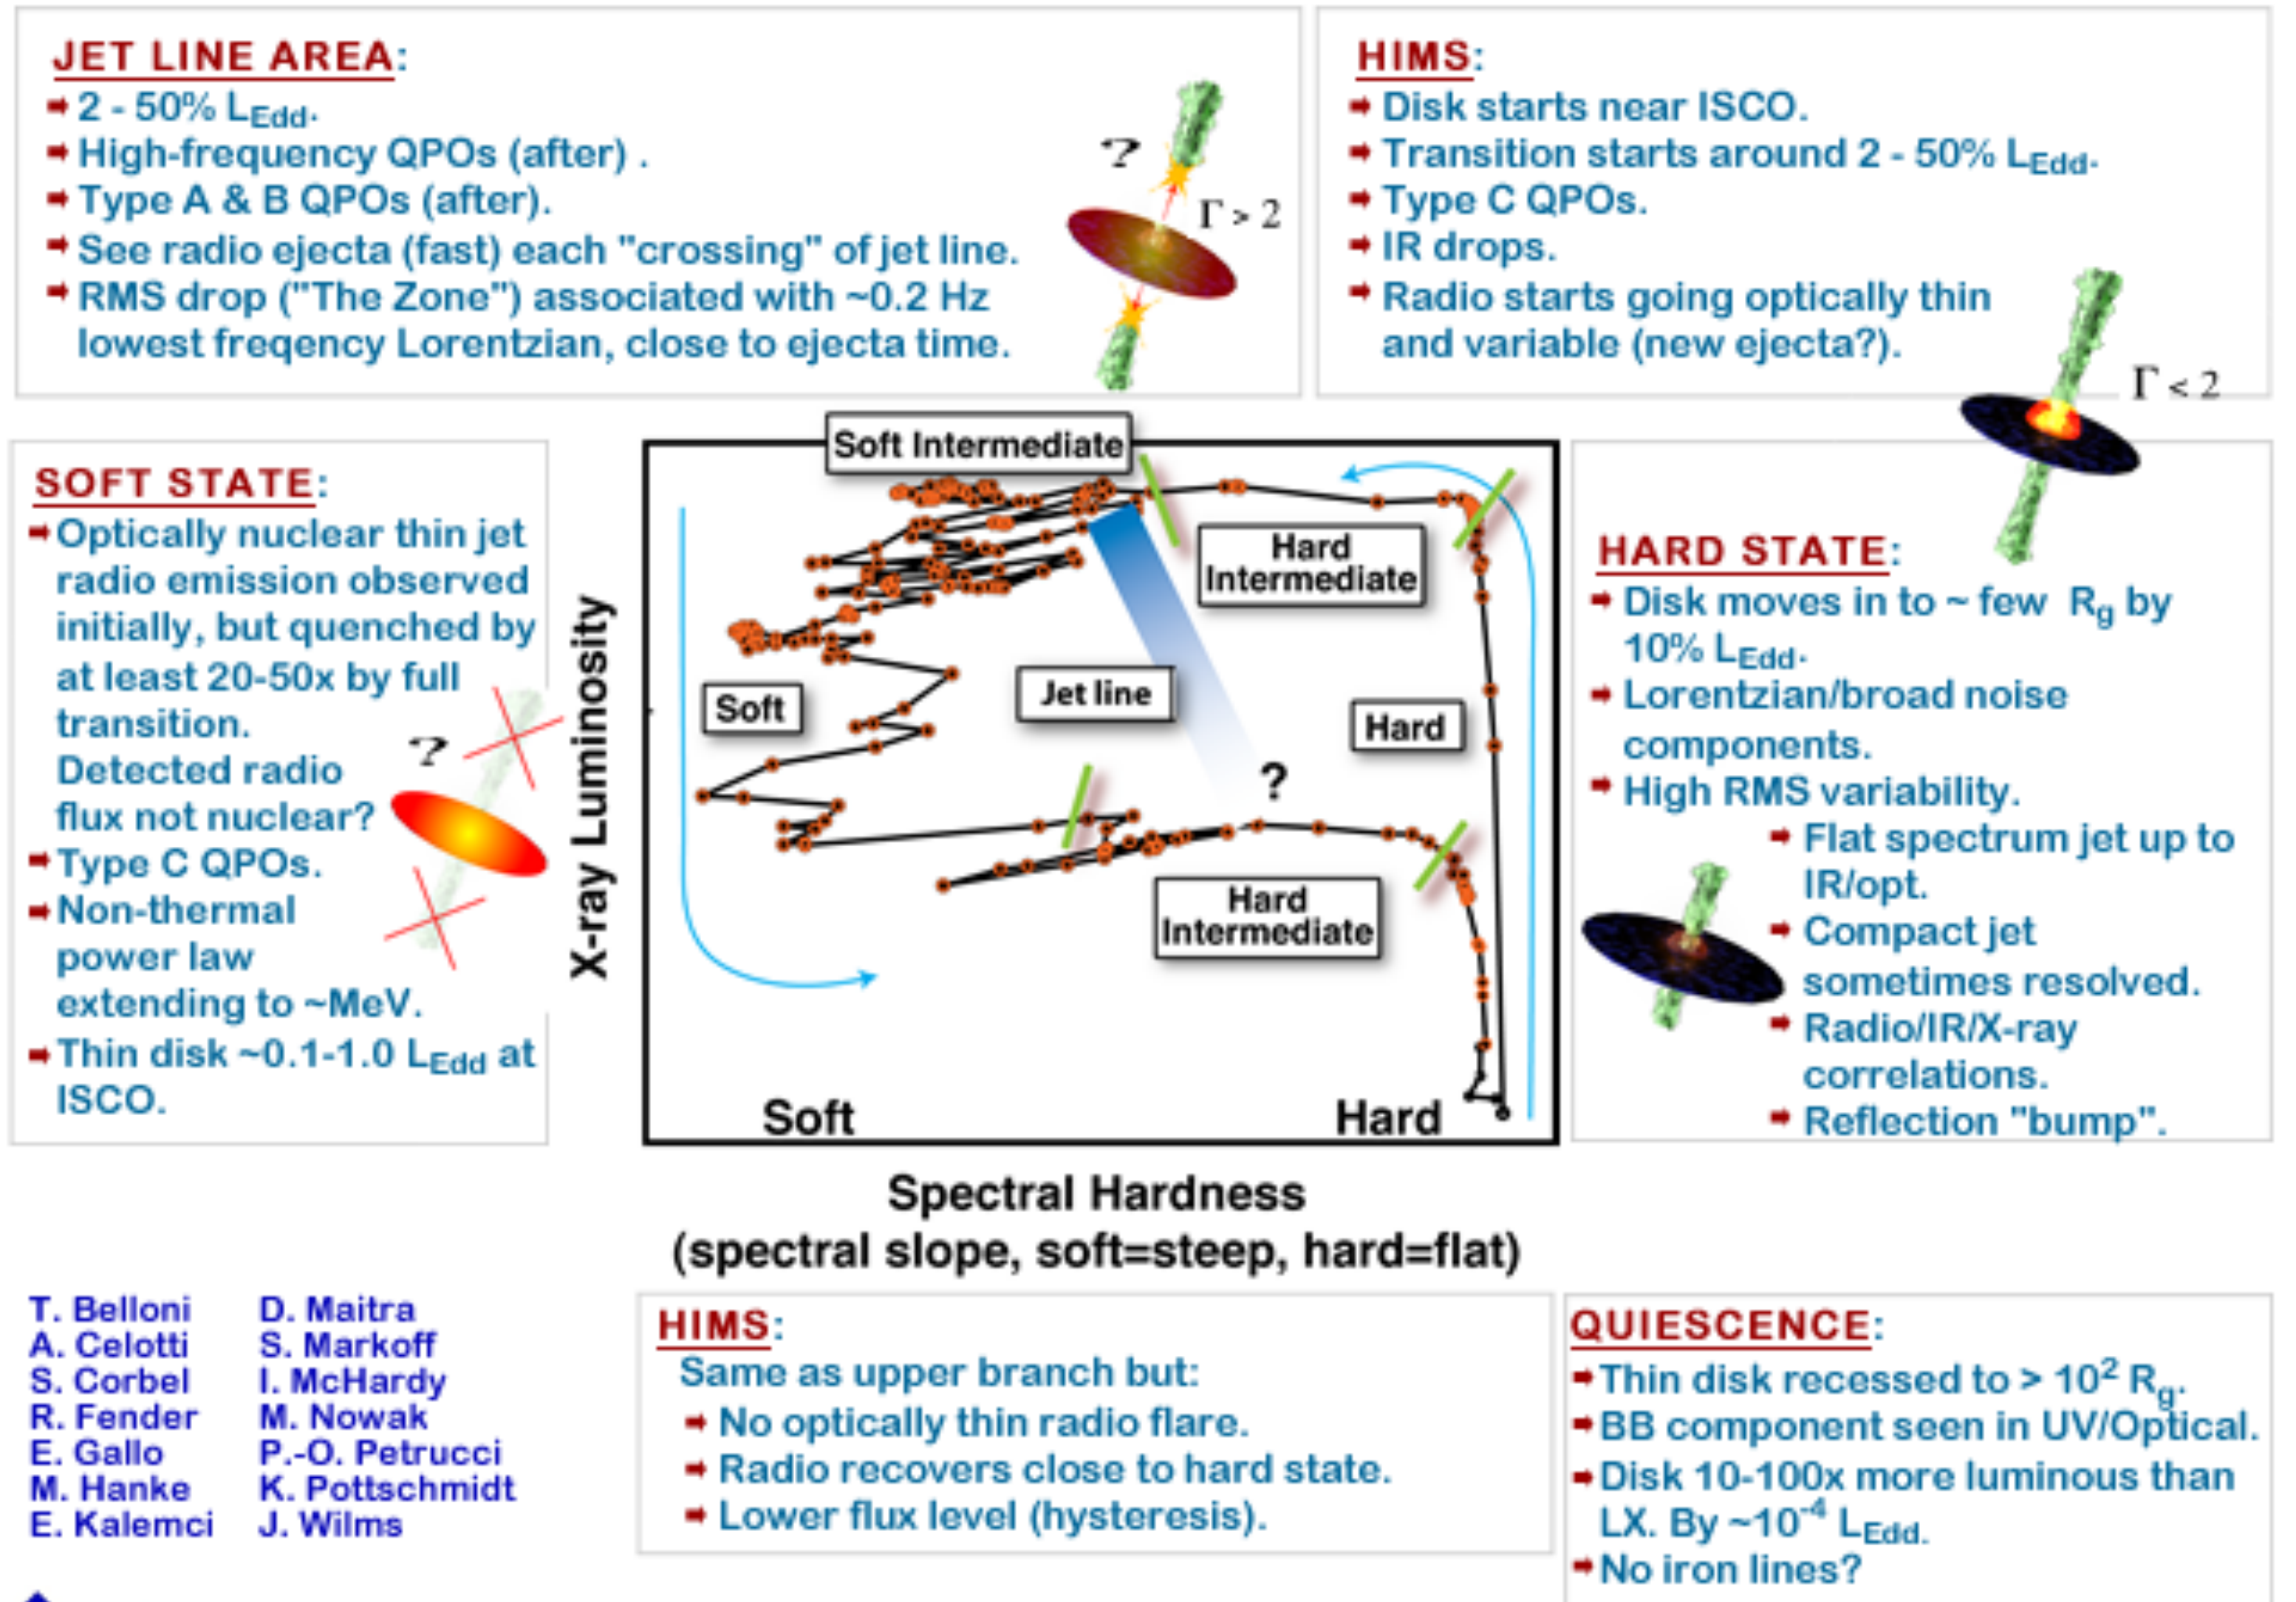 JET LINE AREA:
2 - 50% LEdd.
High-frequency QPOs (after) .
Type A & B QPOs (after).
See radio ejecta (fast) each "crossing" of jet line.
RMS drop ("The Zone") associated with ~0.2 Hz
lowest freqency Lorentzian, close to ejecta time.
?
Γ > 2
HIMS:
Disk starts near ISCO.
Transition starts around 2 - 50% LEdd.
Type C QPOs.
IR drops.
Radio starts going optically thin
and variable (new ejecta?).
Γ < 2
SOFT STATE:
Optically nuclear thin jet
radio emission observed
initially, but quenched by
at least 20-50x by full
transition.
Detected radio
flux not nuclear?
Type C QPOs.
Non-thermal
power law
extending to ~MeV.
Thin disk ~0.1-1.0 LEdd at
ISCO.
?
X-ray Luminosity
Soft Intermediate
Hard
Intermediate
Soft
Jet line
Hard
?
Hard
Intermediate
Soft
Hard
Spectral Hardness
(spectral slope, soft=steep, hard=flat)
HARD STATE:
Disk moves in to ~ few Rg by
10% LEdd.
Lorentzian/broad noise
components.
High RMS variability.
Flat spectrum jet up to
IR/opt.
Compact jet
sometimes resolved.
Radio/IR/X-ray
correlations.
Reflection "bump".
T. Belloni
A. Celotti
S. Corbel
R. Fender
E. Gallo
M. Hanke
E. Kalemci
D. Maitra
S. Markoff
I. McHardy
M. Nowak
P.-O. Petrucci
K. Pottschmidt
J. Wilms
HIMS:
Same as upper branch but:
No optically thin radio flare.
Radio recovers close to hard state.
Lower flux level (hysteresis).
QUIESCENCE:
Thin disk recessed to > 10² Rg.
BB component seen in UV/Optical.
Disk 10-100x more luminous than
LX. By ~10⁻⁴ LEdd.
No iron lines?